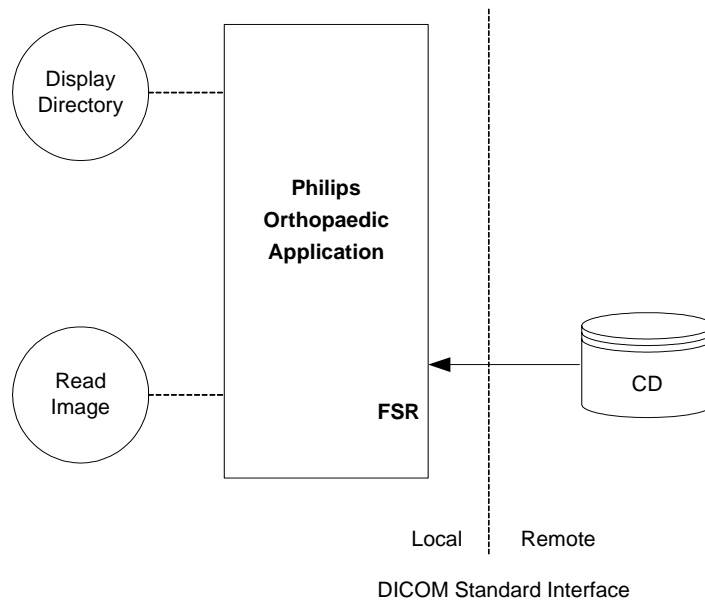 Display
Directory
Philips
Orthopaedic
Application
Read
Image
FSR
CD
Local
Remote
DICOM Standard Interface